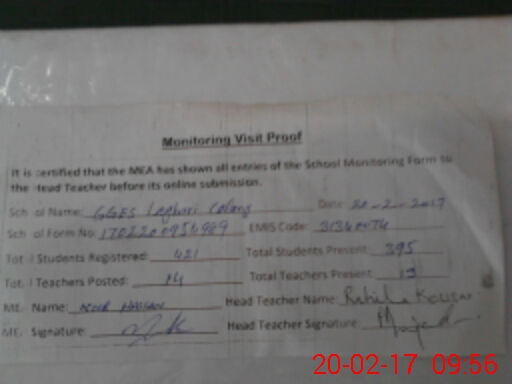 Monitoring Visit Proof
It is certified that the MEA has shown all entries of the School Monitoring Form to
the Head Teacher before its online submission.
School Name: GGES Leghari Colony Date: 20-2-2017
School Form No: EMIS Code:
Total Students Registered: 421 Total Students Present: 395
Total Teachers Posted: 14 Total Teachers Present:
MEA Name: Hassan Head Teacher Name: Rahila Kousar
MEA Signature: Head Teacher Signature:
20-02-17 09:56